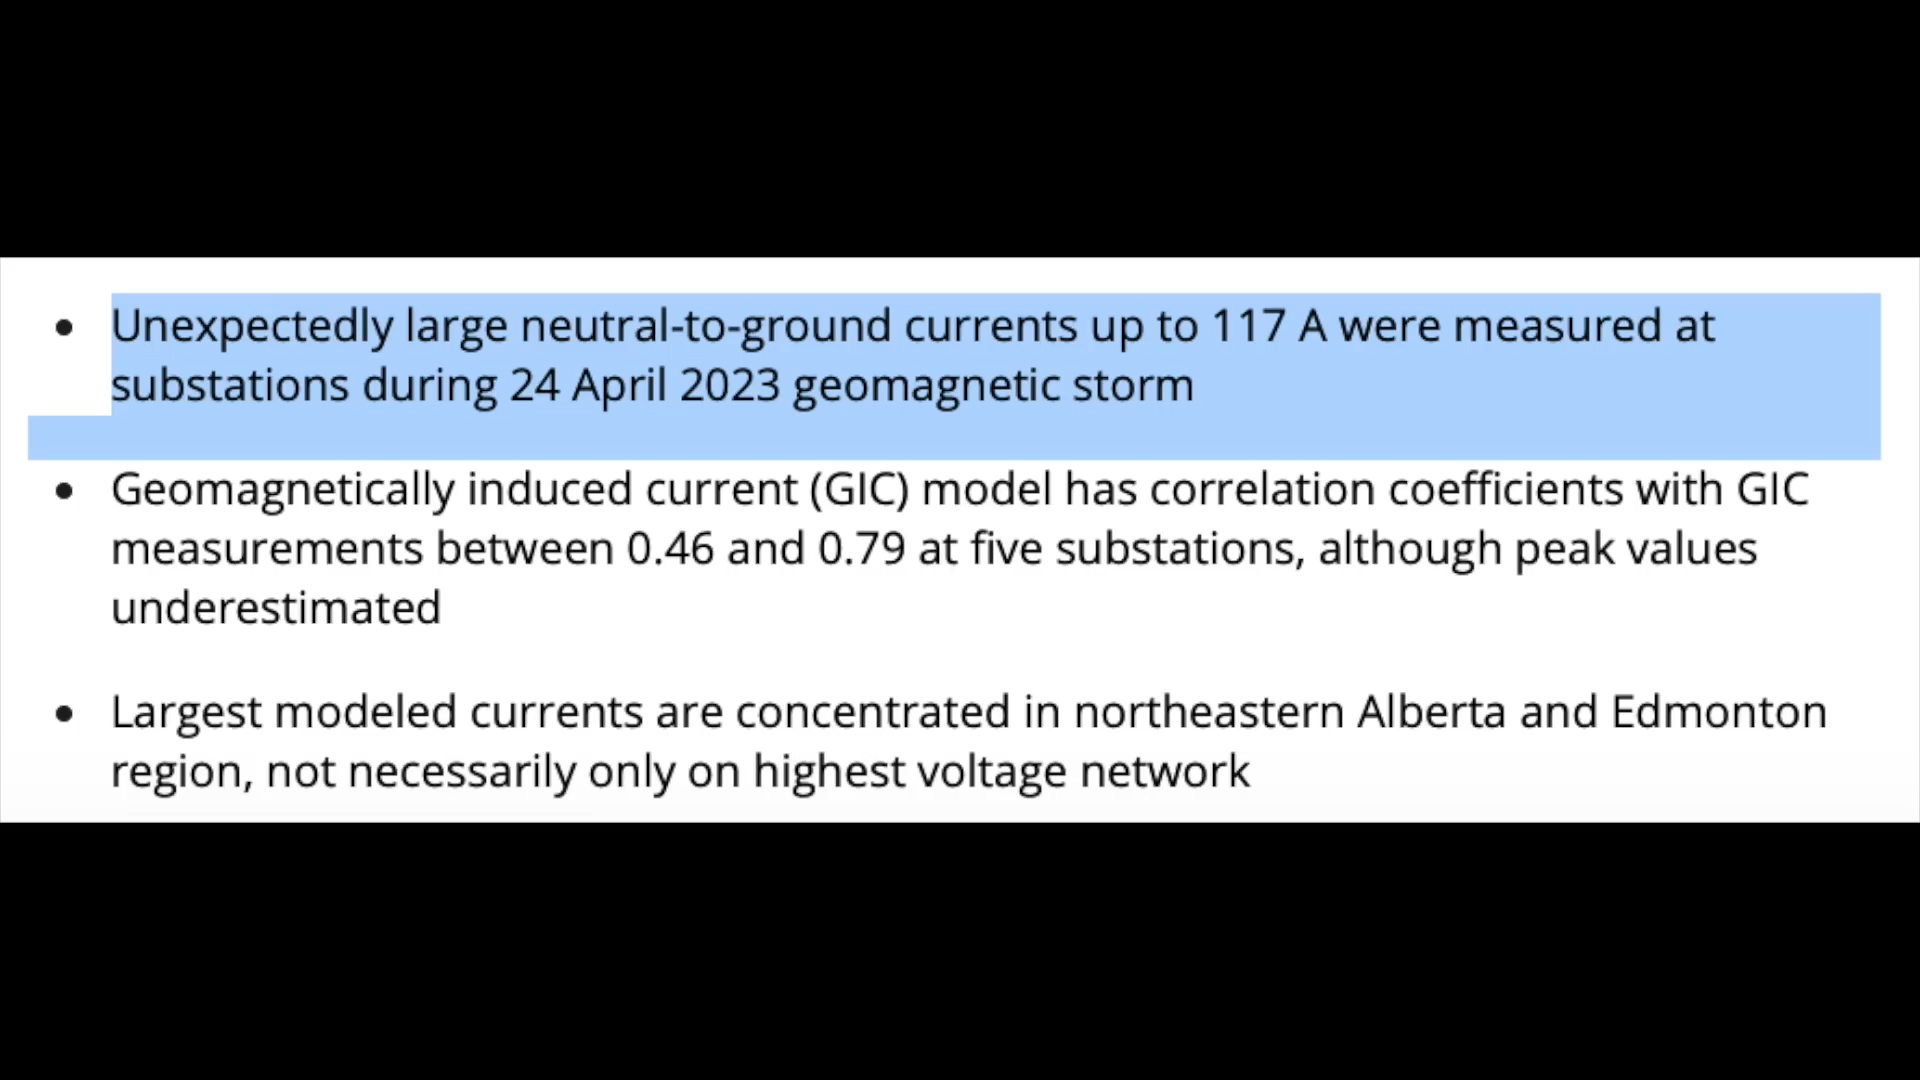 • Unexpectedly large neutral-to-ground currents up to 117 A were measured at
substations during 24 April 2023 geomagnetic storm
• Geomagnetically induced current (GIC) model has correlation coefficients with GIC
measurements between 0.46 and 0.79 at five substations, although peak values
underestimated
• Largest modeled currents are concentrated in northeastern Alberta and Edmonton
region, not necessarily only on highest voltage network